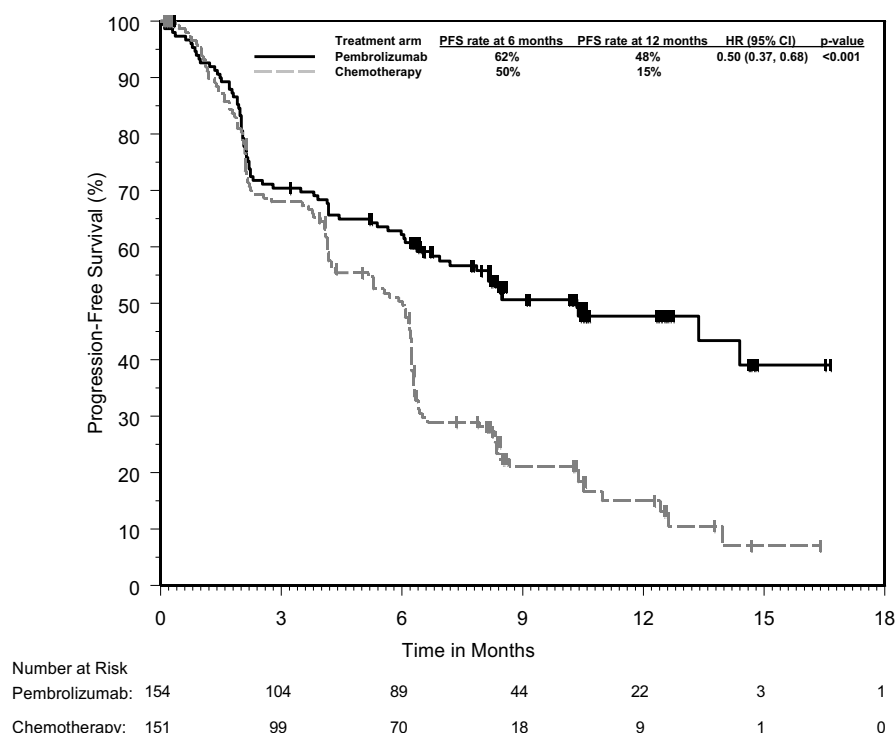 Treatment arm PFS rate at 6 months PFS rate at 12 months HR (95% CI) p-value
Pembrolizumab 62% 48% 0.50 (0.37, 0.68) <0.001
Chemotherapy 50% 15%
Progression-Free Survival (%)
100
90
80
70
60
50
40
30
20
10
0
0 3 6 9 12 15 18
Time in Months
Number at Risk
Pembrolizumab: 154 104 89 44 22 3 1
Chemotherapy: 151 99 70 18 9 1 0